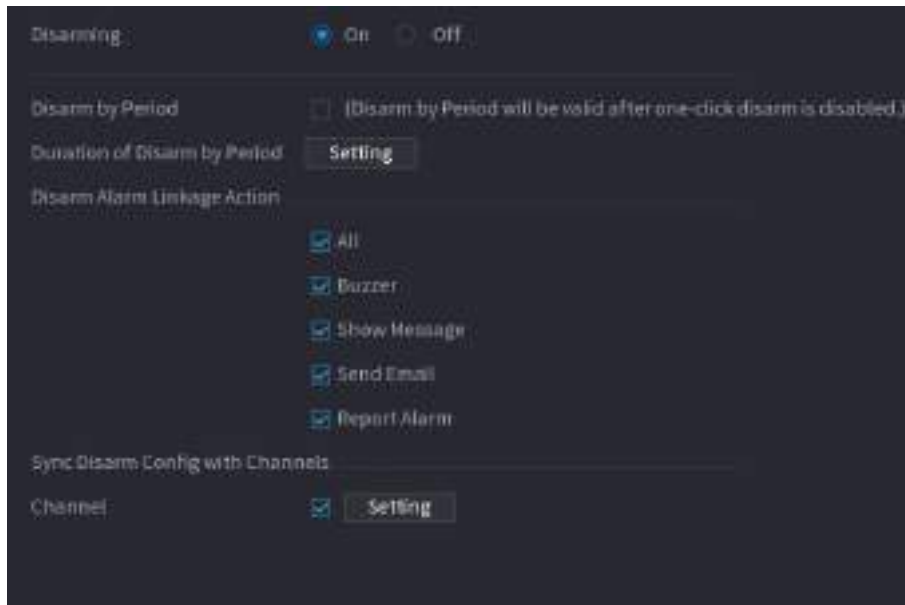 Disarming On Off
Disarm by Period (Disarm by Period will be valid after one-click disarm is disabled.)
Duration of Disarm by Period Setting
Disarm Alarm Linkage Action
All
Buzzer
Show Message
Send Email
Report Alarm
Sync Disarm Config with Channels
Channel Setting